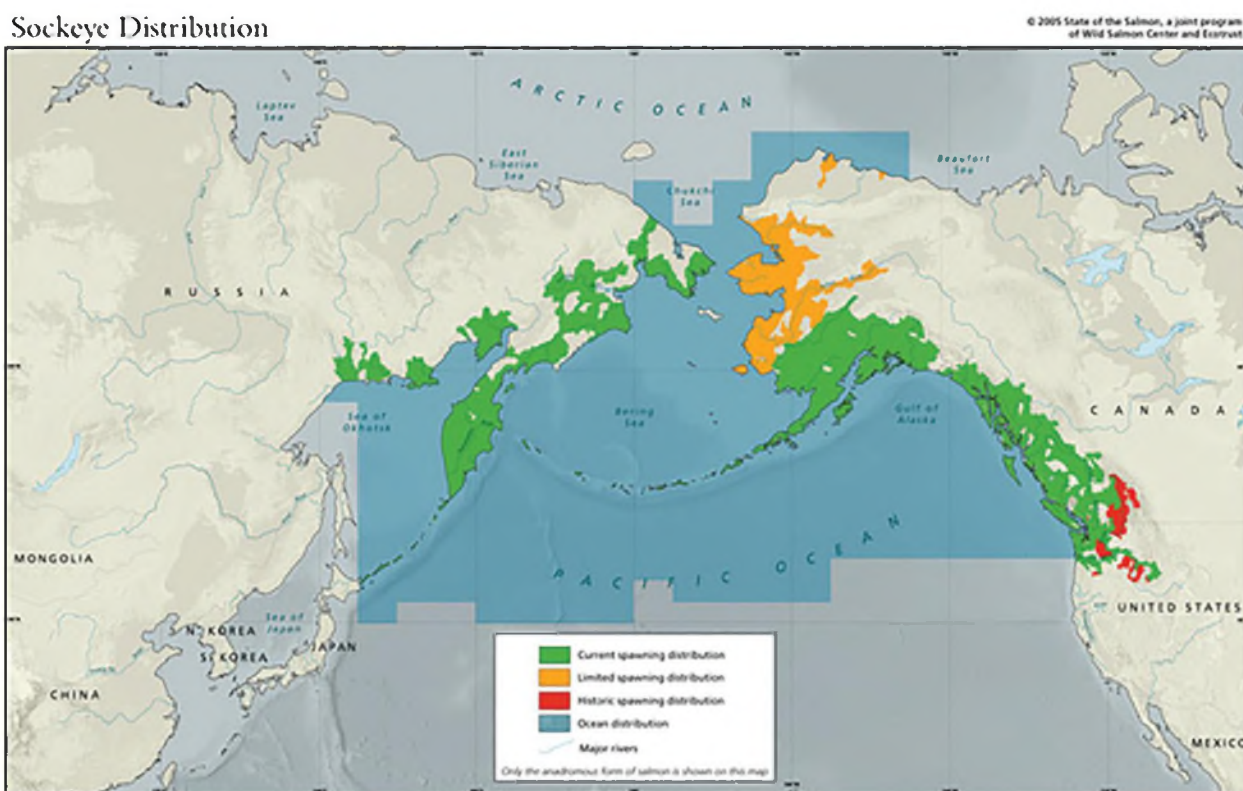 Sockeye Distribution
© 2005 State of the Salmon, a joint program
of Wild Salmon Center and Ecotrust
ARCTIC OCEAN
Laptev
Sea
East
Siberian
Sea
Chukchi
Sea
Beaufort
Sea
RUSSIA
Sea of
Okhotsk
Bering
Sea
Gulf of
Alaska
CANADA
MONGOLIA
PACIFIC OCEAN
Sea of
Japan
N. KOREA
S. KOREA
JAPAN
UNITED STATES
CHINA
MEXICO
Current spawning distribution
Limited spawning distribution
Historic spawning distribution
Ocean distribution
Major rivers
Only the anadromous form of salmon is shown on this map